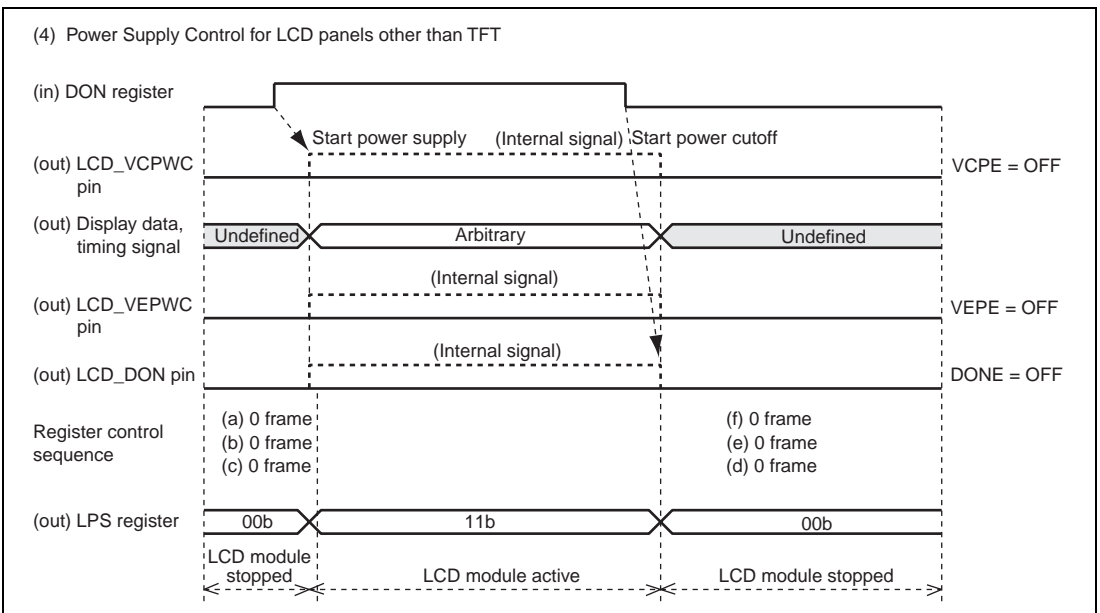 (4) Power Supply Control for LCD panels other than TFT
(in) DON register
Start power supply
(Internal signal)
Start power cutoff
(out) LCD_VCPWC
pin
VCPE = OFF
(out) Display data,
timing signal
Undefined
Arbitrary
Undefined
(Internal signal)
(out) LCD_VEPWC
pin
VEPE = OFF
(Internal signal)
(out) LCD_DON pin
DONE = OFF
Register control
sequence
(a) 0 frame
(b) 0 frame
(c) 0 frame
(f) 0 frame
(e) 0 frame
(d) 0 frame
(out) LPS register
00b
11b
00b
LCD module
stopped
LCD module active
LCD module stopped